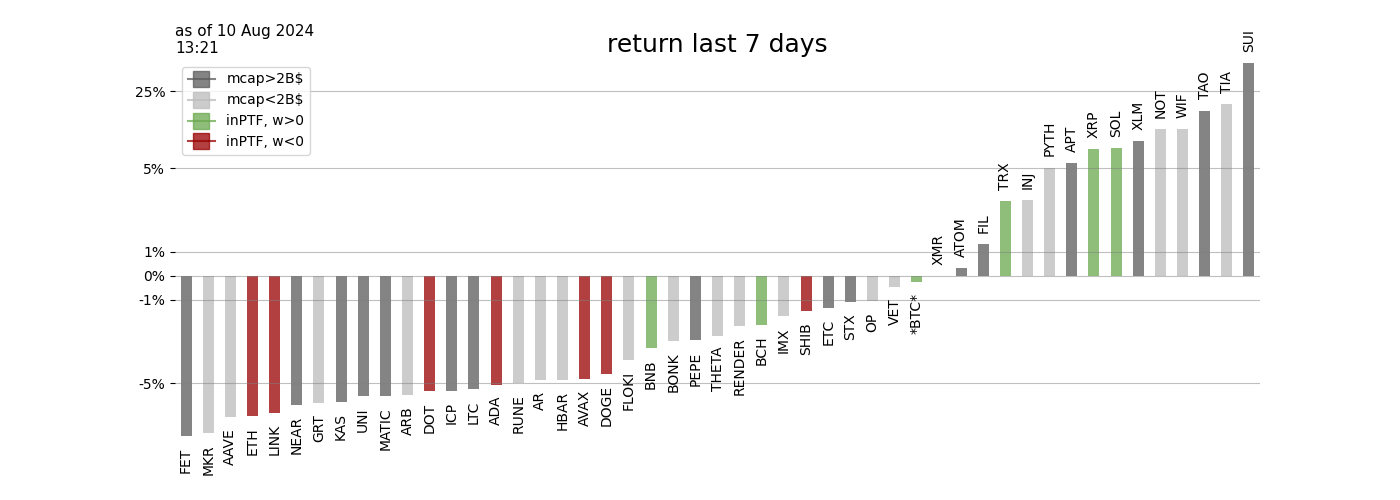 as of 10 Aug 2024
13:21
return last 7 days
mcap>2B$
mcap<2B$
inPTF, w>0
inPTF, w<0
25%
5%
1%
0%
-1%
-5%
FET
MKR
AAVE
ETH
LINK
NEAR
GRT
KAS
UNI
MATIC
ARB
DOT
ICP
LTC
ADA
RUNE
AR
HBAR
AVAX
DOGE
FLOKI
BNB
BONK
PEPE
THETA
RENDER
BCH
IMX
SHIB
ETC
STX
OP
VET
*BTC*
XMR
ATOM
FIL
TRX
INJ
PYTH
APT
XRP
SOL
XLM
NOT
WIF
TAO
TIA
SUI